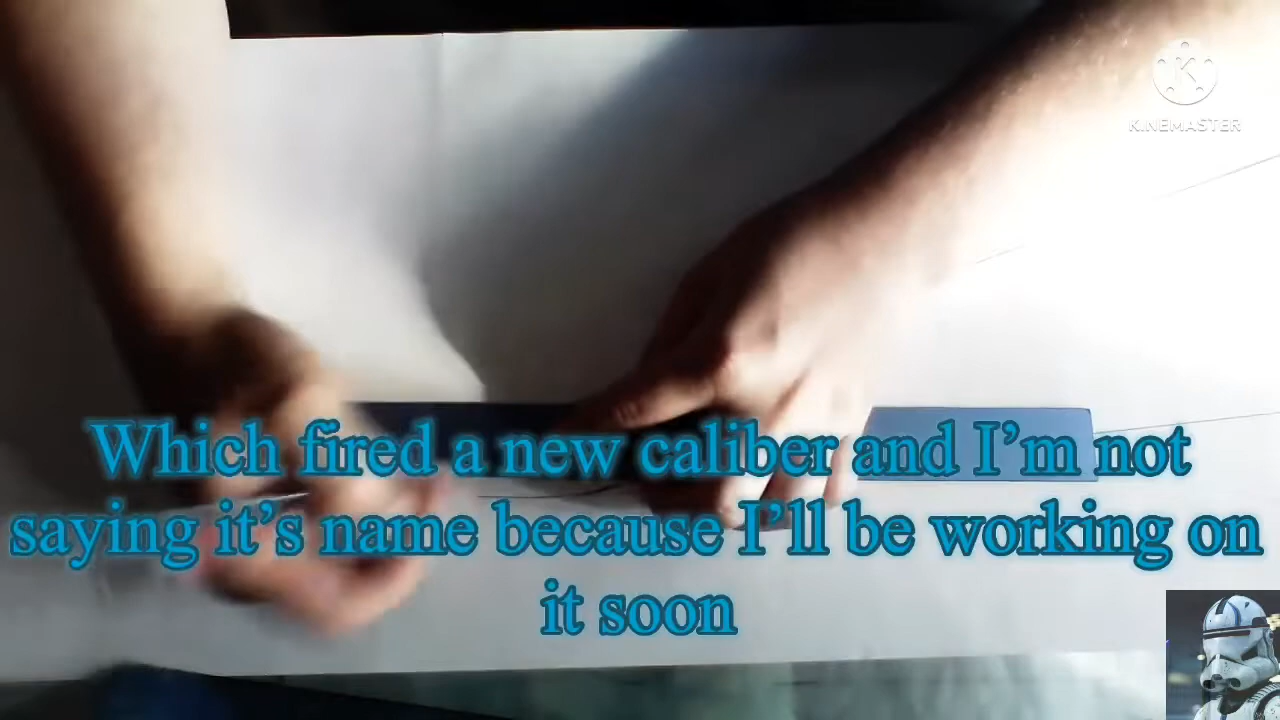 KINEMASTER
Which fired a new caliber and I’m not
saying it’s name because I’ll be working on
it soon